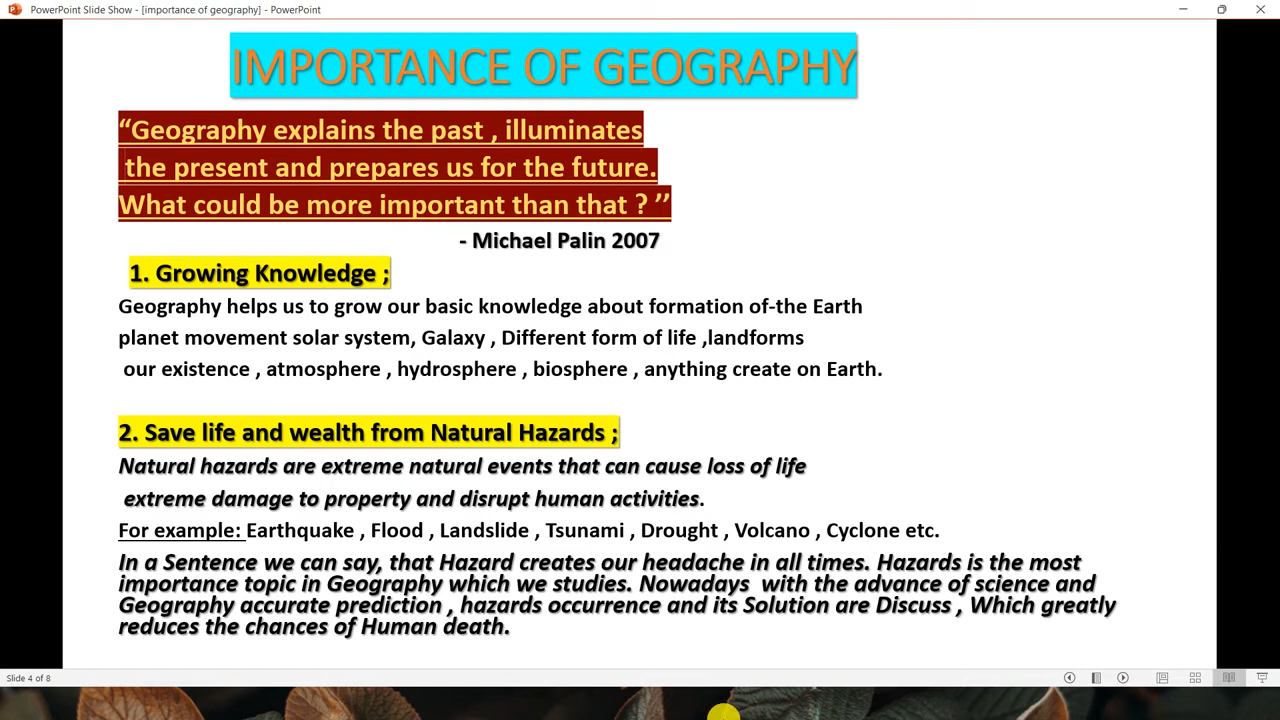 PowerPoint Slide Show - [importance of geography] - PowerPoint
IMPORTANCE OF GEOGRAPHY
“Geography explains the past , illuminates
the present and prepares us for the future.
What could be more important than that ? ’’
- Michael Palin 2007
1. Growing Knowledge ;
Geography helps us to grow our basic knowledge about formation of-the Earth
planet movement solar system, Galaxy , Different form of life ,landforms
our existence , atmosphere , hydrosphere , biosphere , anything create on Earth.
2. Save life and wealth from Natural Hazards ;
Natural hazards are extreme natural events that can cause loss of life
extreme damage to property and disrupt human activities.
For example: Earthquake , Flood , Landslide , Tsunami , Drought , Volcano , Cyclone etc.
In a Sentence we can say, that Hazard creates our headache in all times. Hazards is the most
importance topic in Geography which we studies. Nowadays with the advance of science and
Geography accurate prediction , hazards occurrence and its Solution are Discuss , Which greatly
reduces the chances of Human death.
Slide 4 of 8